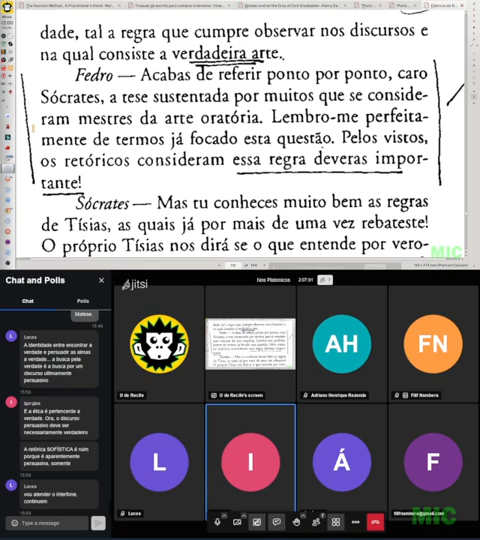 dade, tal a regra que cumpre observar nos discursos e
na qual consiste a verdadeira arte.
Fedro — Acabas de referir ponto por ponto, caro
Sócrates, a tese sustentada por muitos que se conside-
ram mestres da arte oratória. Lembro-me perfeita-
mente de termos já focado esta questão. Pelos vistos,
os retóricos consideram essa regra deveras impor-
tante!
Sócrates — Mas tu conheces muito bem as regras
de Tísias, as quais já por mais de uma vez rebateste!
O próprio Tísias nos dirá se o que entende por vero-
MIC
Chat and Polls
Chat
Polls
Lucas
A identidade entre encontrar a
verdade e persuadir as almas é
verdade... a busca pela
verdade é a busca por um
discurso ultimamente
persuasivo
E a ética é pertencente a
verdade. Ora, o discurso
persuasivo deve ser
necessariamente verdadeiro
A retórica SOFÍSTICA é ruim
porque é aparentemente
persuasiva, somente
Lucas
vou atender o interfone,
continuem
Type a message
jitsi
Nos Platonicos
2:07:01
AH
FN
U de Recife
U de Recife's screen
Adriano Henrique Rezende
Filif Nambera
L
I
Á
F
Lucas
MIC